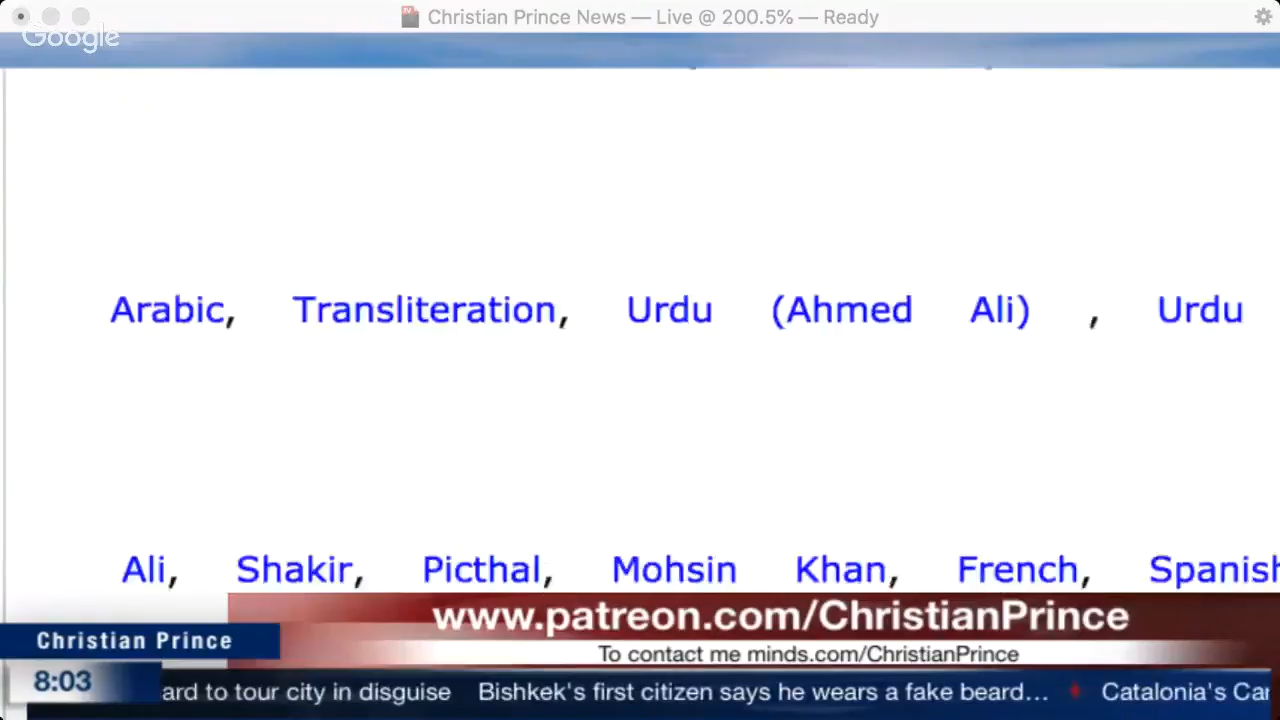 Christian Prince News — Live @ 200.5% — Ready
Google
Arabic, Transliteration, Urdu (Ahmed Ali) , Urdu
Ali, Shakir, Picthal, Mohsin Khan, French, Spanish
www.patreon.com/ChristianPrince
Christian Prince
To contact me minds.com/ChristianPrince
8:03
ard to tour city in disguise Bishkek's first citizen says he wears a fake beard... Catalonia's Car